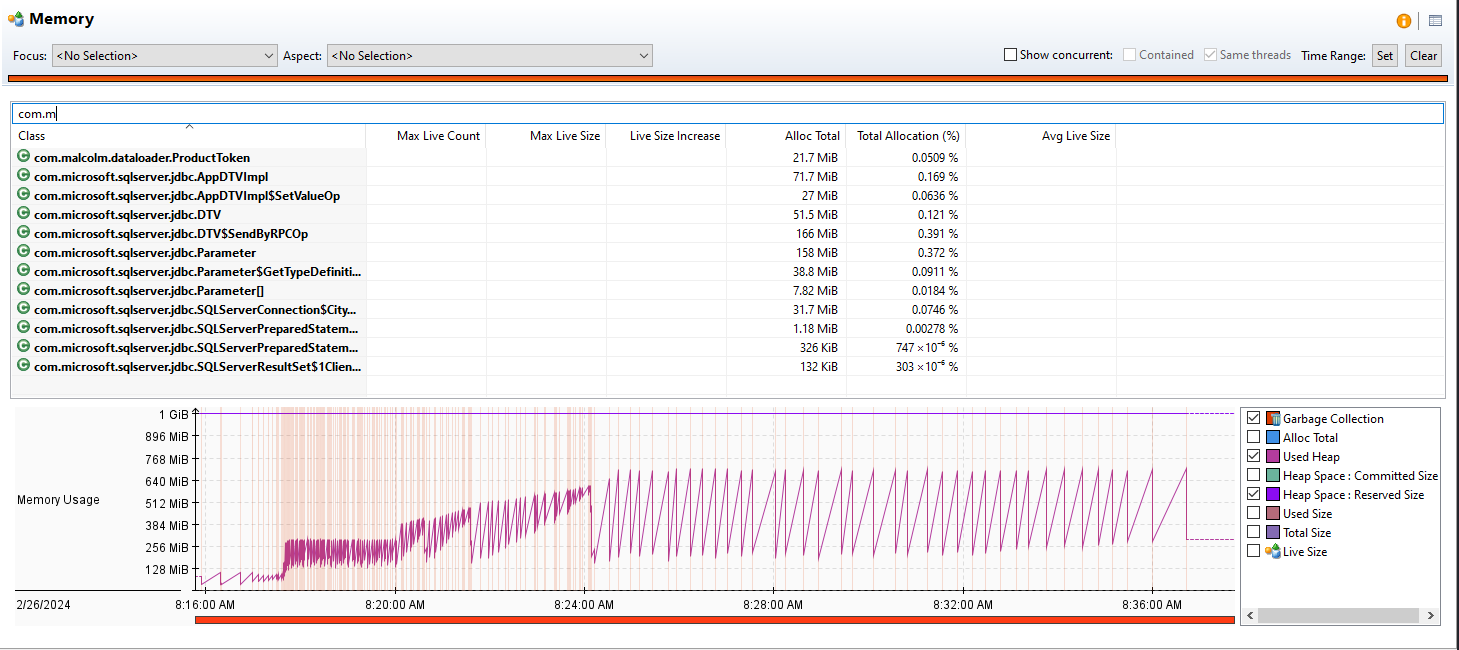 Memory
Focus: <No Selection> Aspect: <No Selection> Show concurrent: Contained Same threads Time Range: Set Clear
com.m
Class Max Live Count Max Live Size Live Size Increase Alloc Total Total Allocation (%) Avg Live Size
com.malcolm.dataloader.ProductToken 21.7 MiB 0.0509 %
com.microsoft.sqlserver.jdbc.AppDTVImpl 71.7 MiB 0.169 %
com.microsoft.sqlserver.jdbc.AppDTVImpl$SetValueOp 27 MiB 0.0636 %
com.microsoft.sqlserver.jdbc.DTV 51.5 MiB 0.121 %
com.microsoft.sqlserver.jdbc.DTV$SendByRPCOp 166 MiB 0.391 %
com.microsoft.sqlserver.jdbc.Parameter 158 MiB 0.372 %
com.microsoft.sqlserver.jdbc.Parameter$GetTypeDefiniti... 38.8 MiB 0.0911 %
com.microsoft.sqlserver.jdbc.Parameter[] 7.82 MiB 0.0184 %
com.microsoft.sqlserver.jdbc.SQLServerConnection$City... 31.7 MiB 0.0746 %
com.microsoft.sqlserver.jdbc.SQLServerPreparedStatem... 1.18 MiB 0.00278 %
com.microsoft.sqlserver.jdbc.SQLServerPreparedStatem... 326 KiB 747 ×10⁻⁶ %
com.microsoft.sqlserver.jdbc.SQLServerResultSet$1Clien... 132 KiB 303 ×10⁻⁶ %
1 GiB
896 MiB
768 MiB
640 MiB
512 MiB
384 MiB
256 MiB
128 MiB
Memory Usage
2/26/2024 8:16:00 AM 8:20:00 AM 8:24:00 AM 8:28:00 AM 8:32:00 AM 8:36:00 AM
Garbage Collection
Alloc Total
Used Heap
Heap Space : Committed Size
Heap Space : Reserved Size
Used Size
Total Size
Live Size